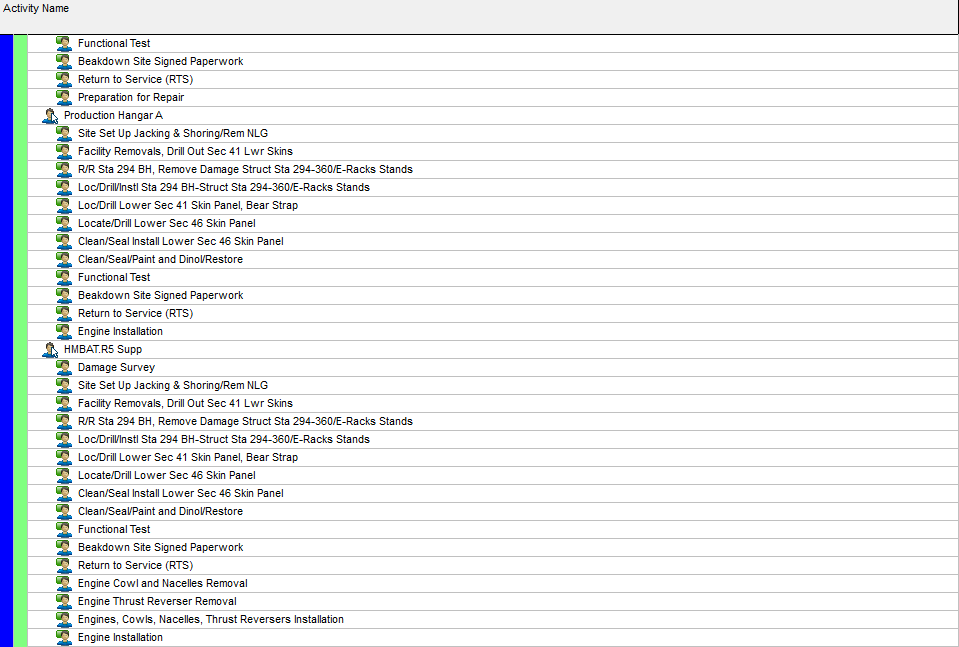 Activity Name
Functional Test
Beakdown Site Signed Paperwork
Return to Service (RTS)
Preparation for Repair
Production Hangar A
Site Set Up Jacking & Shoring/Rem NLG
Facility Removals, Drill Out Sec 41 Lwr Skins
R/R Sta 294 BH, Remove Damage Struct Sta 294-360/E-Racks Stands
Loc/Drill/Instl Sta 294 BH-Struct Sta 294-360/E-Racks Stands
Loc/Drill Lower Sec 41 Skin Panel, Bear Strap
Locate/Drill Lower Sec 46 Skin Panel
Clean/Seal Install Lower Sec 46 Skin Panel
Clean/Seal/Paint and Dinol/Restore
Functional Test
Beakdown Site Signed Paperwork
Return to Service (RTS)
Engine Installation
HMBAT.R5 Supp
Damage Survey
Site Set Up Jacking & Shoring/Rem NLG
Facility Removals, Drill Out Sec 41 Lwr Skins
R/R Sta 294 BH, Remove Damage Struct Sta 294-360/E-Racks Stands
Loc/Drill/Instl Sta 294 BH-Struct Sta 294-360/E-Racks Stands
Loc/Drill Lower Sec 41 Skin Panel, Bear Strap
Locate/Drill Lower Sec 46 Skin Panel
Clean/Seal Install Lower Sec 46 Skin Panel
Clean/Seal/Paint and Dinol/Restore
Functional Test
Beakdown Site Signed Paperwork
Return to Service (RTS)
Engine Cowl and Nacelles Removal
Engine Thrust Reverser Removal
Engines, Cowls, Nacelles, Thrust Reversers Installation
Engine Installation